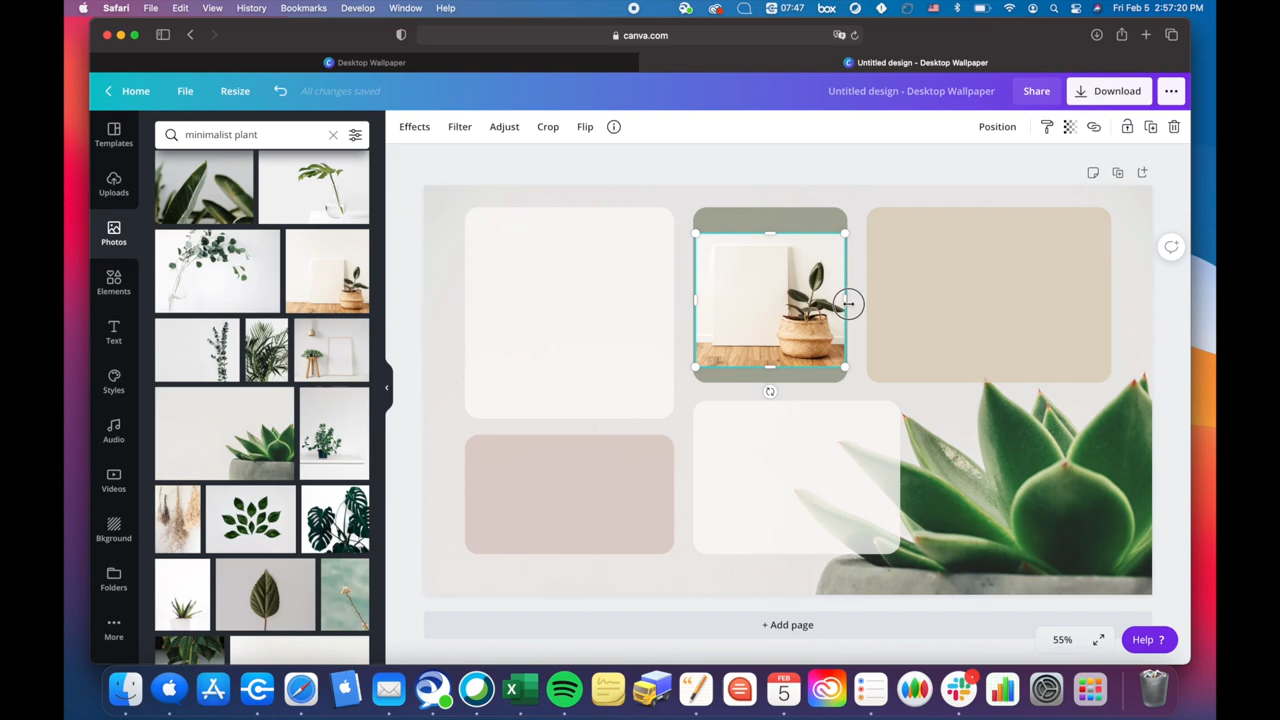 Safari File Edit View History Bookmarks Develop Window Help 07:47 box Fri Feb 5 2:57:20 PM
canva.com
Desktop Wallpaper
Untitled design - Desktop Wallpaper
Home File Resize All changes saved Untitled design - Desktop Wallpaper Share Download
Templates
Uploads
Photos
Elements
Text
Styles
Audio
Videos
Bkground
Folders
More
minimalist plant
Effects Filter Adjust Crop Flip Position
+ Add page
55%
Help ?
FEB
5